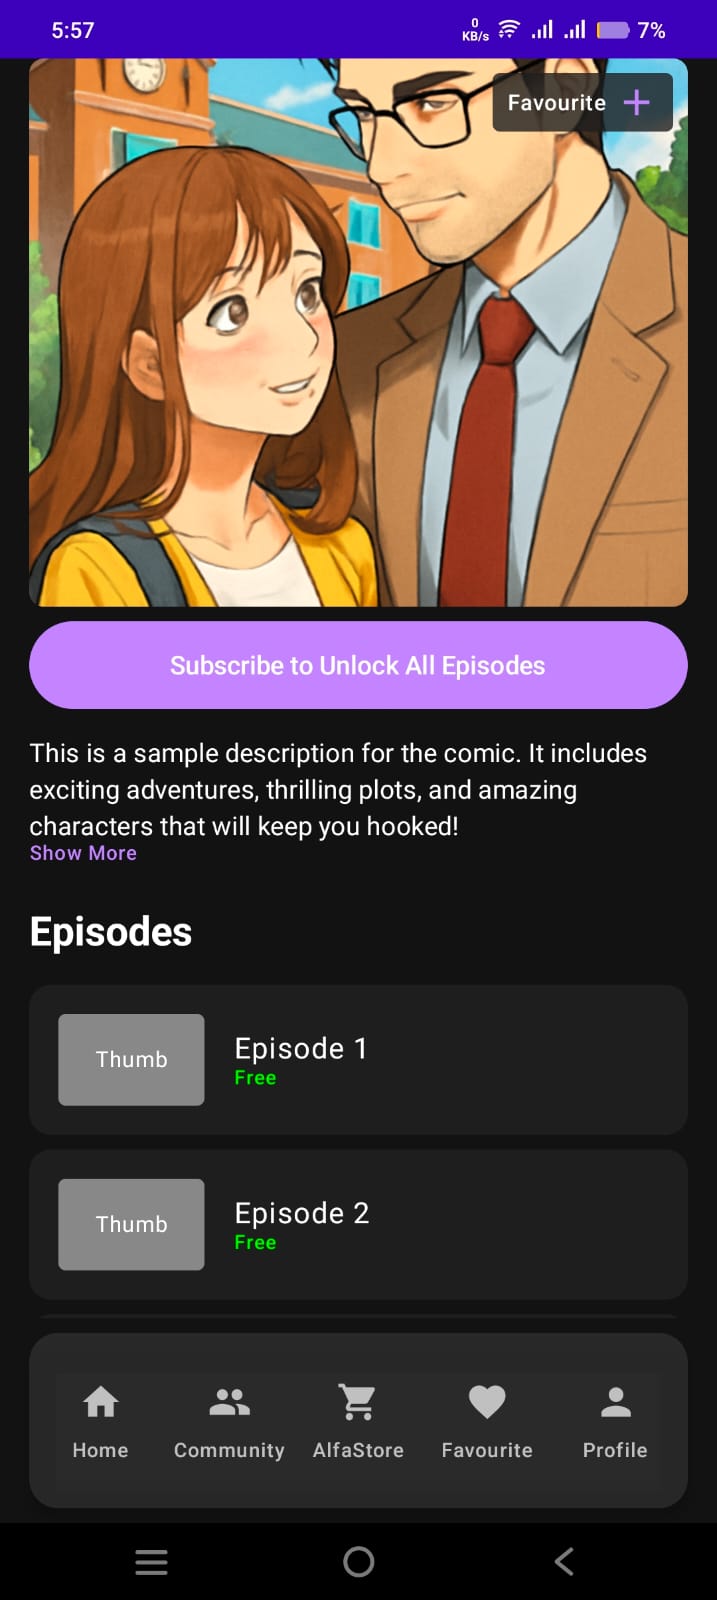 5:57
0
KB/s
7%
Favourite +
Subscribe to Unlock All Episodes
This is a sample description for the comic. It includes
exciting adventures, thrilling plots, and amazing
characters that will keep you hooked!
Show More
Episodes
Thumb
Episode 1
Free
Thumb
Episode 2
Free
Home
Community
AlfaStore
Favourite
Profile